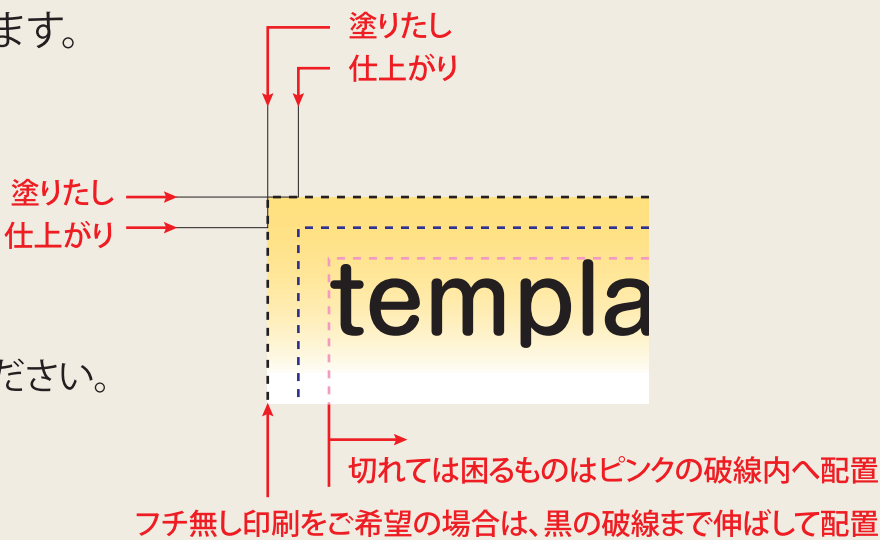 ます。
塗りたし
仕上がり
塗りたし
仕上がり
templa
ださい。
切れては困るものはピンクの破線内へ配置
フチ無し印刷をご希望の場合は、黒の破線まで伸ばして配置